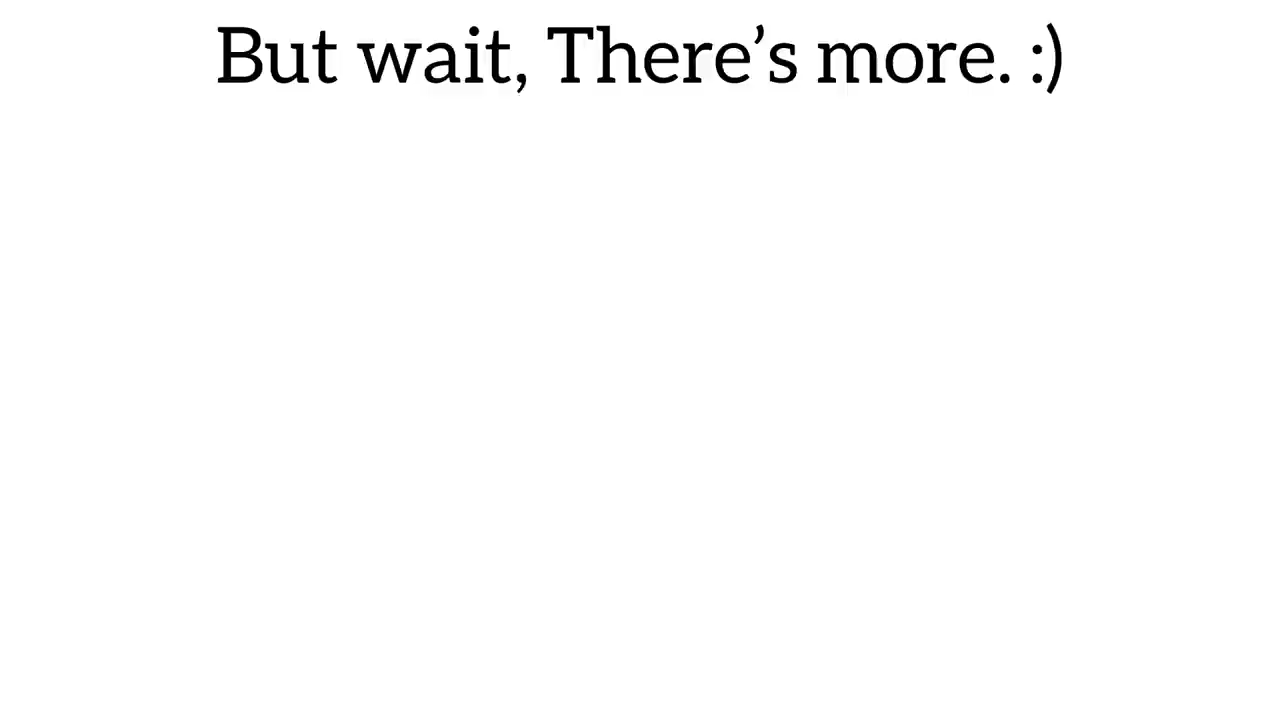 But wait, There’s more. :)